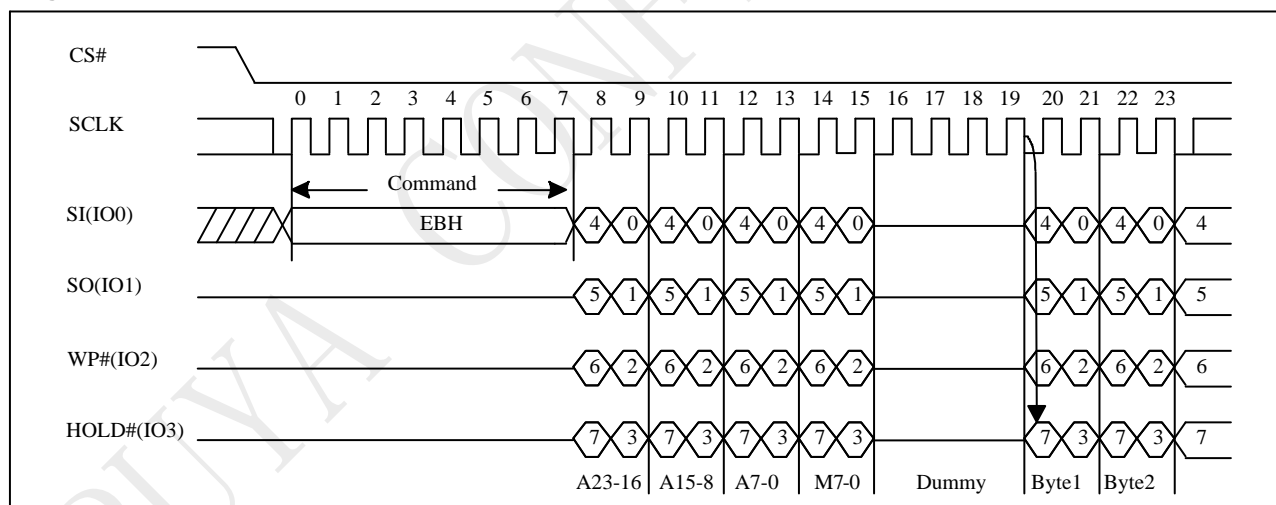 CS#
0 1 2 3 4 5 6 7 8 9 10 11 12 13 14 15 16 17 18 19 20 21 22 23
SCLK
Command
SI(IO0) EBH 4 0 4 0 4 0 4 0 4 0 4 0 4
SO(IO1) 5 1 5 1 5 1 5 1 5 1 5 1 5
WP#(IO2) 6 2 6 2 6 2 6 2 6 2 6 2 6
HOLD#(IO3) 7 3 7 3 7 3 7 3 7 3 7 3 7
A23-16 A15-8 A7-0 M7-0 Dummy Byte1 Byte2